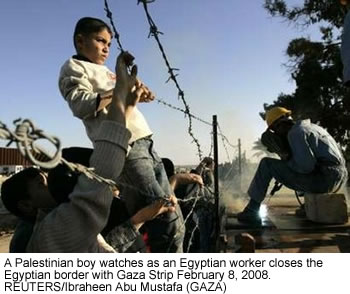 A Palestinian boy watches as an Egyptian worker closes the
Egyptian border with Gaza Strip February 8, 2008.
REUTERS/Ibraheen Abu Mustafa (GAZA)